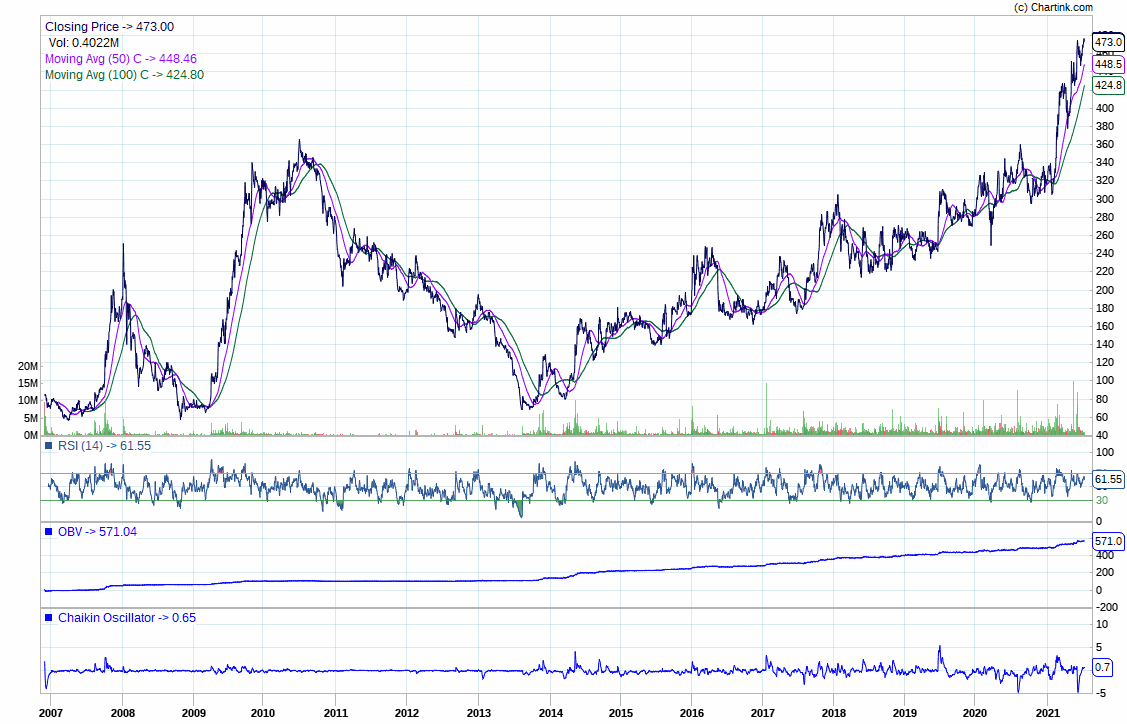 (c) Chartink.com
Closing Price -> 473.00
Vol: 0.4022M
Moving Avg (50) C -> 448.46
Moving Avg (100) C -> 424.80
473.0
448.5
424.8
400
380
360
340
320
300
280
260
240
220
200
180
160
140
120
100
80
60
40
20M
15M
10M
5M
0M
RSI (14) -> 61.55
100
61.55
30
0
OBV -> 571.04
571.0
400
200
0
-200
Chaikin Oscillator -> 0.65
10
5
0.7
-5
2007 2008 2009 2010 2011 2012 2013 2014 2015 2016 2017 2018 2019 2020 2021